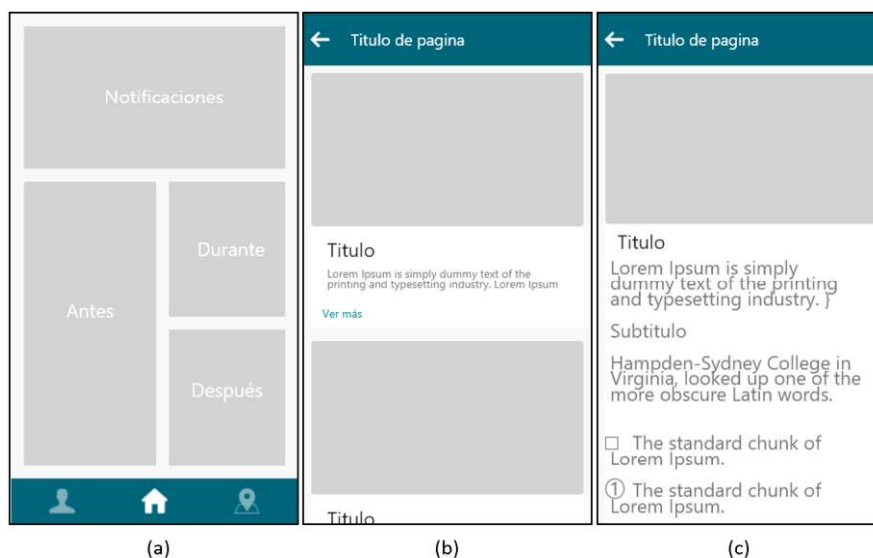 Notificaciones
Antes
Durante
Después
(a)
Titulo de pagina
Titulo
Lorem Ipsum is simply dummy text of the
printing and typesetting industry. Lorem Ipsum
Ver más
Titulo
(b)
Titulo de pagina
Titulo
Lorem Ipsum is simply
dummy text of the printing
and typesetting industry. }
Subtitulo
Hampden-Sydney College in
Virginia, looked up one of the
more obscure Latin words.
□ The standard chunk of
Lorem Ipsum.
① The standard chunk of
Lorem Ipsum.
(c)